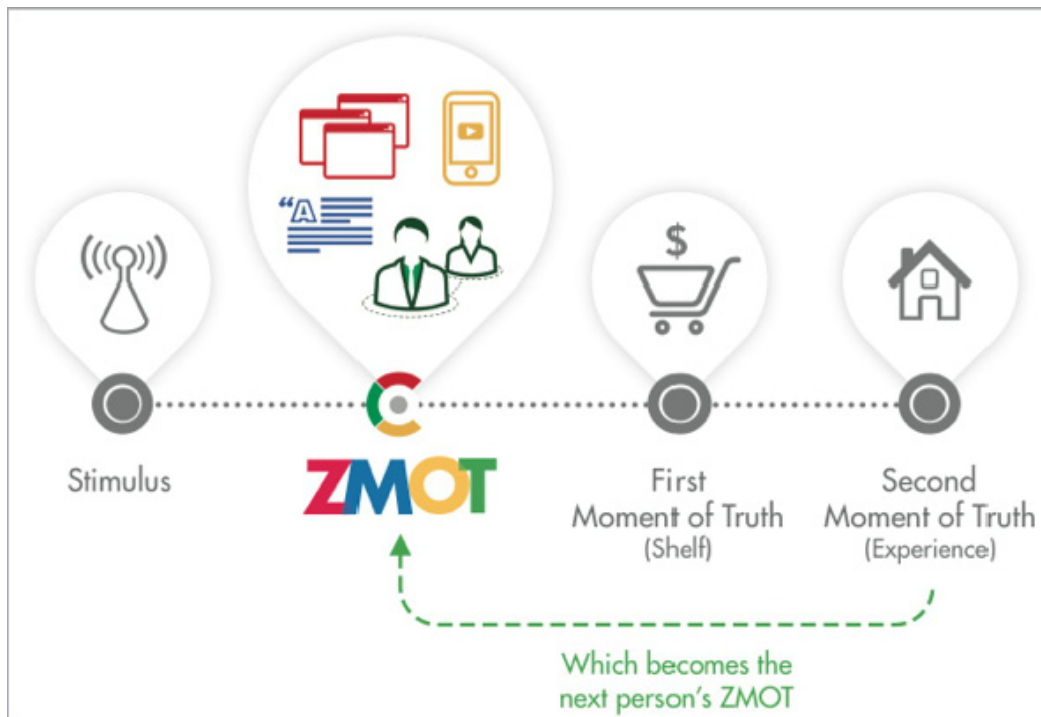 $
“A
Stimulus
ZMOT
First
Moment of Truth
(Shelf)
Second
Moment of Truth
(Experience)
Which becomes the
next person's ZMOT